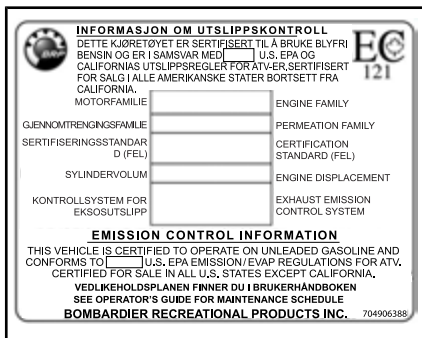 INFORMASJON OM UTSLIPPSKONTROLL
DETTE KJØRETØYET ER SERTIFISERT TIL Å BRUKE BLYFRI
BENSIN OG ER I SAMSVAR MED U.S. EPA OG
CALIFORNIAS UTSLIPPSREGLER FOR ATV-ER,SERTIFISERT
FOR SALG I ALLE AMERIKANSKE STATER BORTSETT FRA
CALIFORNIA.
brp
EC
121
MOTORFAMILIE ENGINE FAMILY
GJENNOMTRENGINGSFAMILIE PERMEATION FAMILY
SERTIFISERINGSSTANDAR
D (FEL)
CERTIFICATION
STANDARD (FEL)
SYLINDERVOLUM ENGINE DISPLACEMENT
KONTROLLSYSTEM FOR
EKSOSUTSLIPP
EXHAUST EMISSION
CONTROL SYSTEM
EMISSION CONTROL INFORMATION
THIS VEHICLE IS CERTIFIED TO OPERATE ON UNLEADED GASOLINE AND
CONFORMS TO U.S. EPA EMISSION/EVAP REGULATIONS FOR ATV.
CERTIFIED FOR SALE IN ALL U.S. STATES EXCEPT CALIFORNIA.
VEDLIKEHOLDSPLANEN FINNER DU I BRUKERHÅNDBOKEN
SEE OPERATOR'S GUIDE FOR MAINTENANCE SCHEDULE
BOMBARDIER RECREATIONAL PRODUCTS INC. 704906388